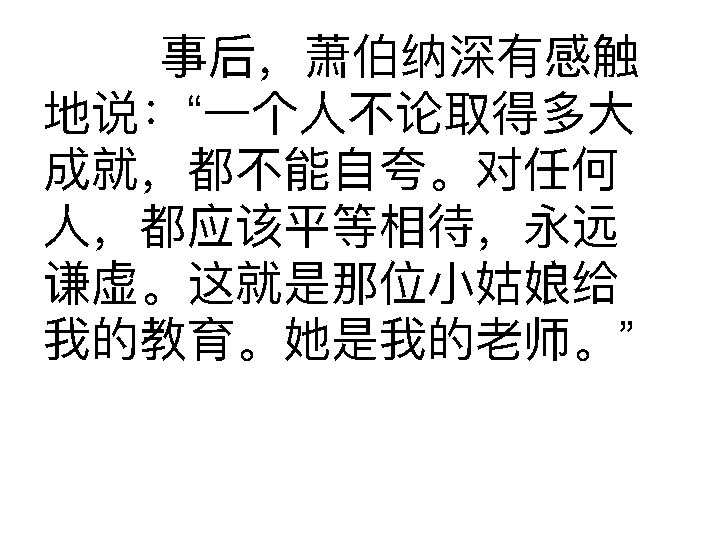 事后，萧伯纳深有感触
地说：“一个人不论取得多大
成就，都不能自夸。对任何
人，都应该平等相待，永远
谦虚。这就是那位小姑娘给
我的教育。她是我的老师。”